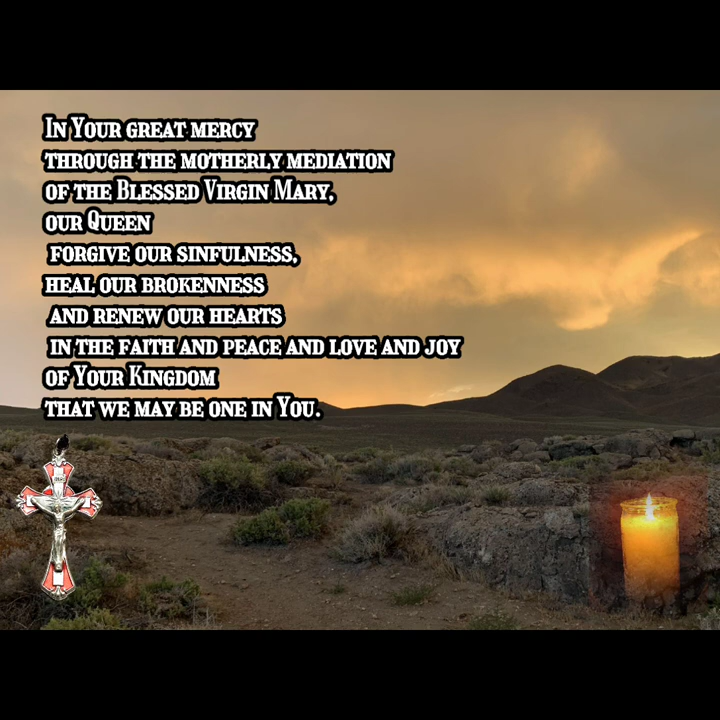 In Your great mercy
through the motherly mediation
of the Blessed Virgin Mary,
our Queen
forgive our sinfulness,
heal our brokenness
and renew our hearts
in the faith and peace and love and joy
of Your Kingdom
that we may be one in You.